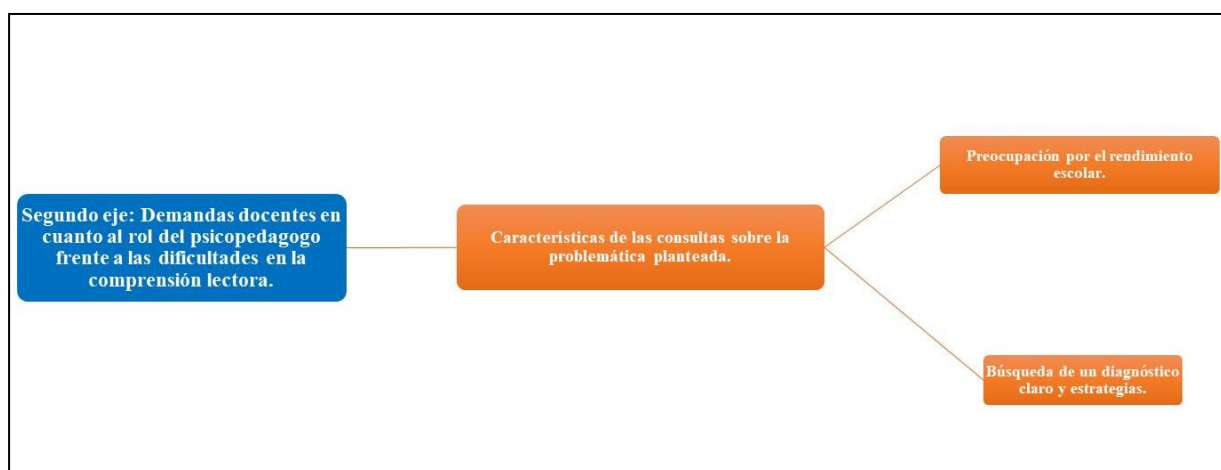 Segundo eje: Demandas docentes en
cuanto al rol del psicopedagogo
frente a las dificultades en la
comprensión lectora.
Características de las consultas sobre la
problemática planteada.
Preocupación por el rendimiento
escolar.
Búsqueda de un diagnóstico
claro y estrategias.